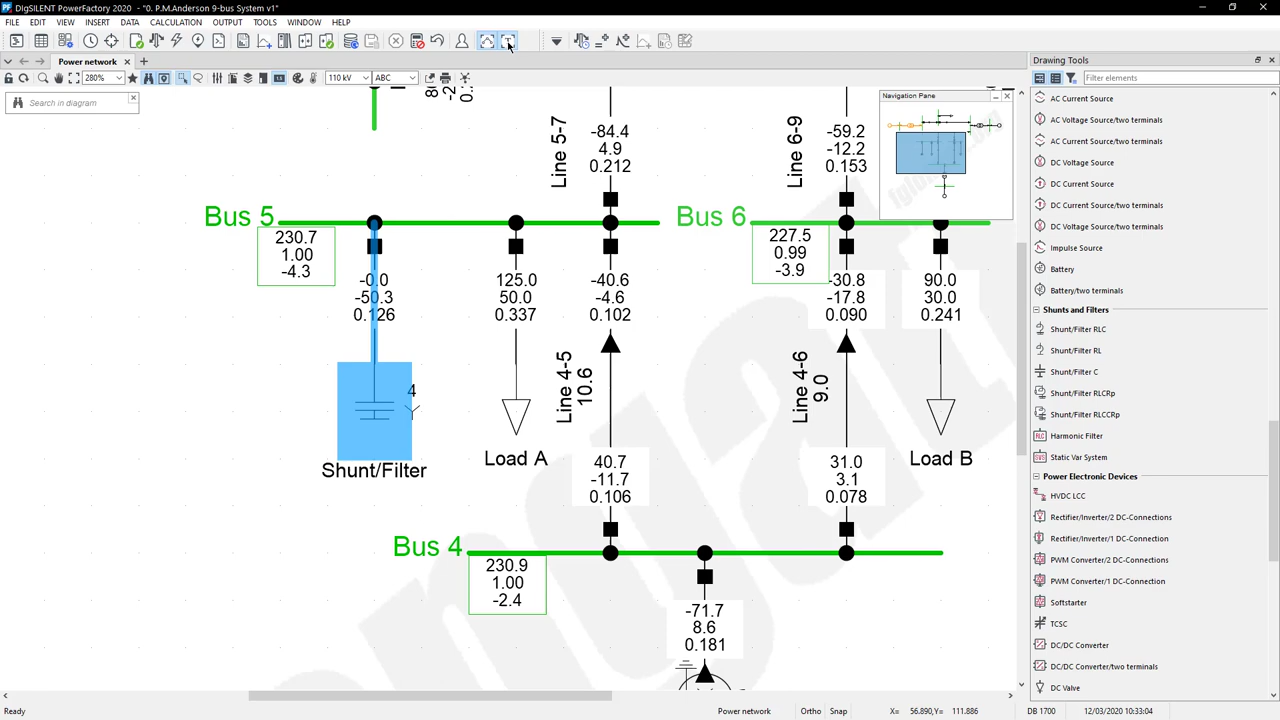 DIgSILENT PowerFactory 2020 - "0. P.M.Anderson 9-bus System v1"
FILE EDIT VIEW INSERT DATA CALCULATION OUTPUT TOOLS WINDOW HELP
Power network
280% 110 kV ABC
Search in diagram
Navigation Pane
Line 5-7
-84.4
4.9
0.212
Line 6-9
-59.2
-12.2
0.153
Bus 5
230.7
1.00
-4.3
Bus 6
227.5
0.99
-3.9
-0.0
-50.3
0.126
125.0
50.0
0.337
-40.6
-4.6
0.102
-30.8
-17.8
0.090
90.0
30.0
0.241
4
Shunt/Filter
Load A
Line 4-5
10.6
Line 4-6
9.0
Load B
40.7
-11.7
0.106
31.0
3.1
0.078
Bus 4
230.9
1.00
-2.4
-71.7
8.6
0.181
Drawing Tools
Filter elements
AC Current Source
AC Voltage Source/two terminals
AC Current Source/two terminals
DC Voltage Source
DC Current Source
DC Current Source/two terminals
DC Voltage Source/two terminals
Impulse Source
Battery
Battery/two terminals
Shunts and Filters
Shunt/Filter RLC
Shunt/Filter RL
Shunt/Filter C
Shunt/Filter RLCRp
Shunt/Filter RLCCRp
Harmonic Filter
Static Var System
Power Electronic Devices
HVDC LCC
Rectifier/Inverter/2 DC-Connections
Rectifier/Inverter/1 DC-Connection
PWM Converter/2 DC-Connections
PWM Converter/1 DC-Connection
Softstarter
TCSC
DC/DC Converter
DC/DC Converter/two terminals
DC Valve
Ready
Power network Ortho Snap X= 56.890,Y= 111.886 DB 1700 12/03/2020 10:33:04